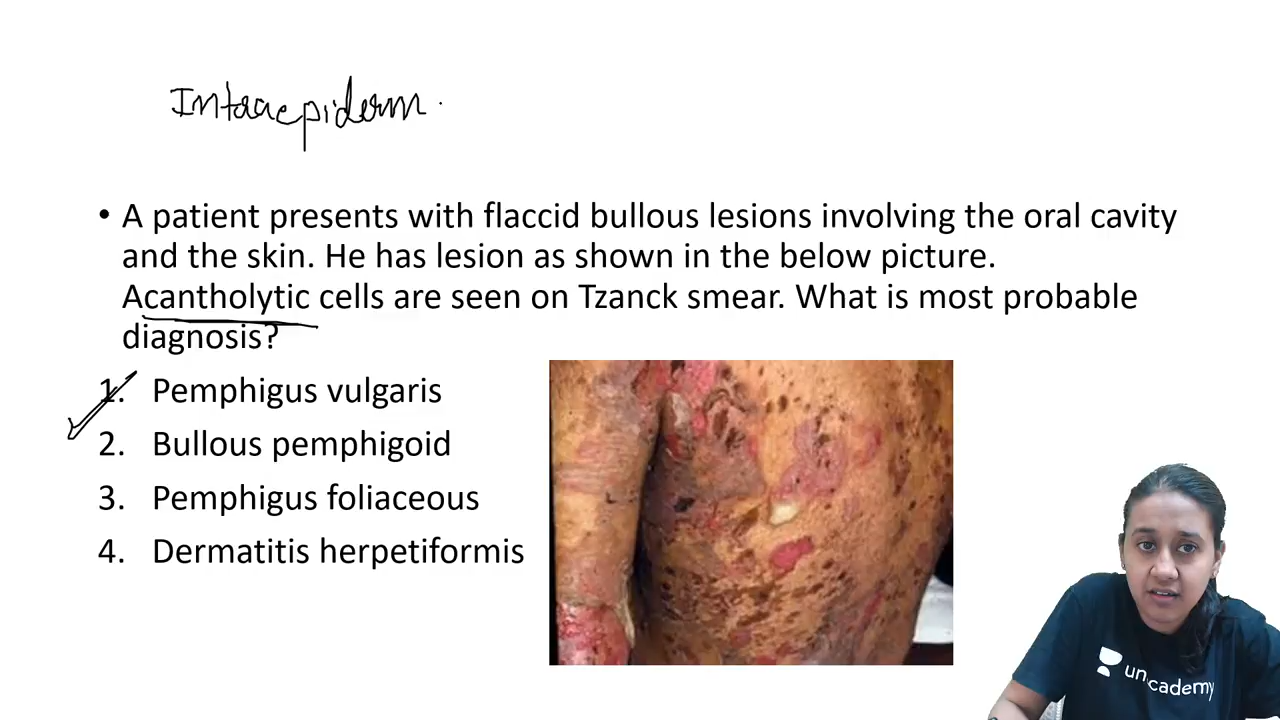 Intraepiderm.
• A patient presents with flaccid bullous lesions involving the oral cavity
and the skin. He has lesion as shown in the below picture.
Acantholytic cells are seen on Tzanck smear. What is most probable
diagnosis?
1. Pemphigus vulgaris
2. Bullous pemphigoid
3. Pemphigus foliaceous
4. Dermatitis herpetiformis
unacademy